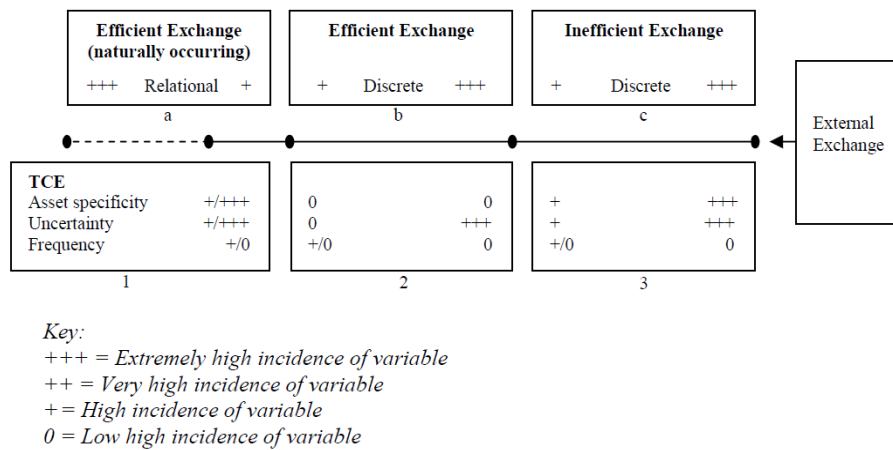 Efficient Exchange
(naturally occurring)
+++ Relational +
a
Efficient Exchange
+ Discrete +++
b
Inefficient Exchange
+ Discrete +++
c
External
Exchange
TCE
Asset specificity +/+++
Uncertainty +/+++
Frequency +/0
1
0 0
0 +++
+/0 0
2
+ +++
+ +++
+/0 0
3
Key:
+++ = Extremely high incidence of variable
++ = Very high incidence of variable
+ = High incidence of variable
0 = Low high incidence of variable